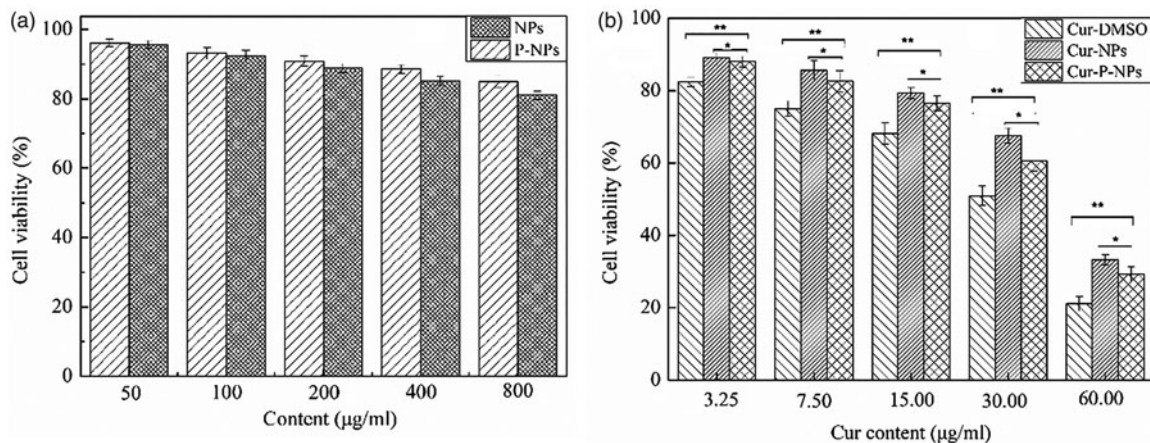 (a)
100
80
60
40
20
0
Cell viability (%)
NPs
P-NPs
50 100 200 400 800
Content (μg/ml)
(b)
100
80
60
40
20
0
Cell viability (%)
Cur-DMSO
Cur-NPs
Cur-P-NPs
**
*
**
*
**
*
**
*
**
*
3.25 7.50 15.00 30.00 60.00
Cur content (μg/ml)